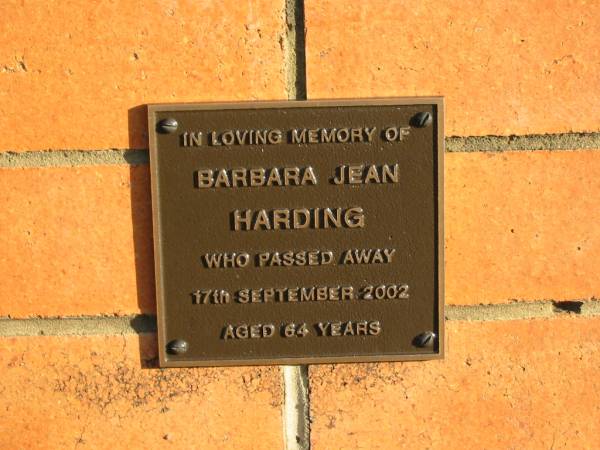 IN LOVING MEMORY OF
BARBARA JEAN
HARDING
WHO PASSED AWAY
17th SEPTEMBER 2002
AGED 64 YEARS